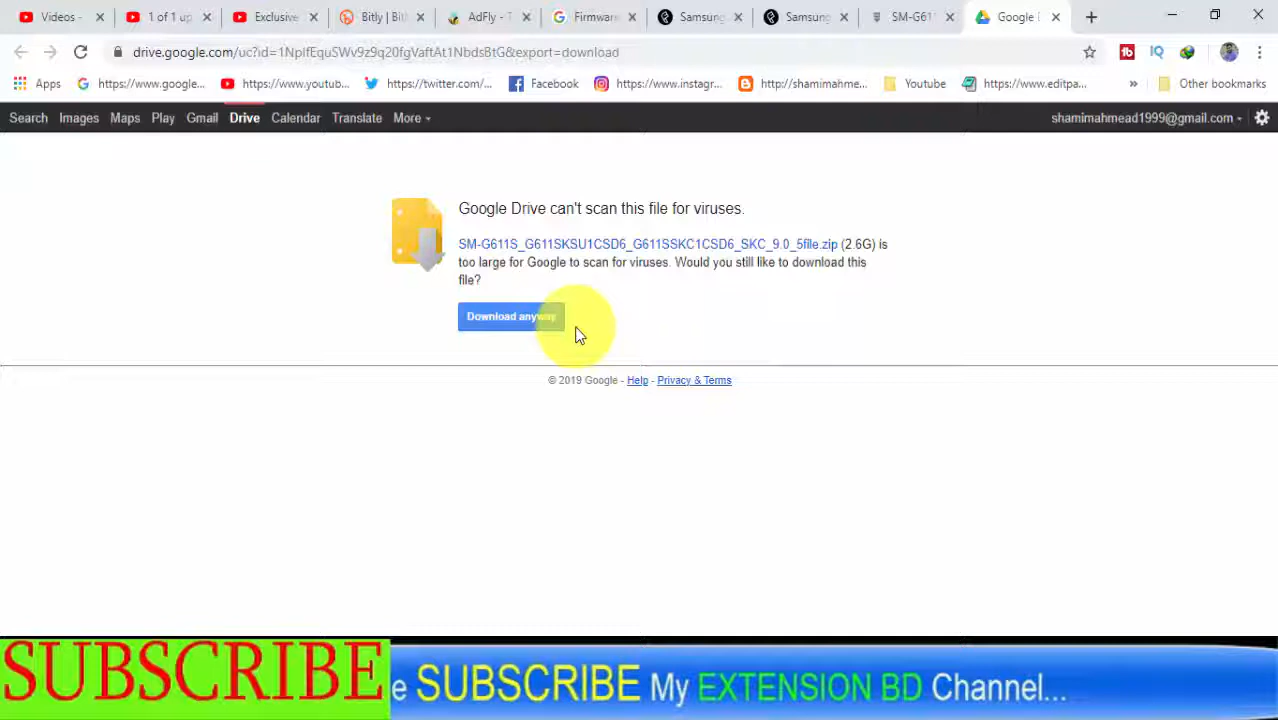 Videos - 1 of 1 up Exclusive Bitly | Bitl AdFly - T Firmware Samsung Samsung SM-G611 Google D
drive.google.com/uc?id=1NpifEquSWv9z9q20fgVaftAt1NbdsBtG&export=download
Apps https://www.google... https://www.youtub... https://twitter.com/... Facebook https://www.instagr... http://shamimahme... Youtube https://www.editpa... » Other bookmarks
Search Images Maps Play Gmail Drive Calendar Translate More shamimahmead1999@gmail.com
Google Drive can't scan this file for viruses.
SM-G611S_G611SKSU1CSD6_G611SSKC1CSD6_SKC_9.0_5file.zip (2.6G) is
too large for Google to scan for viruses. Would you still like to download this
file?
Download anyway
© 2019 Google - Help - Privacy & Terms
SUBSCRIBE e SUBSCRIBE My EXTENSION BD Channel...